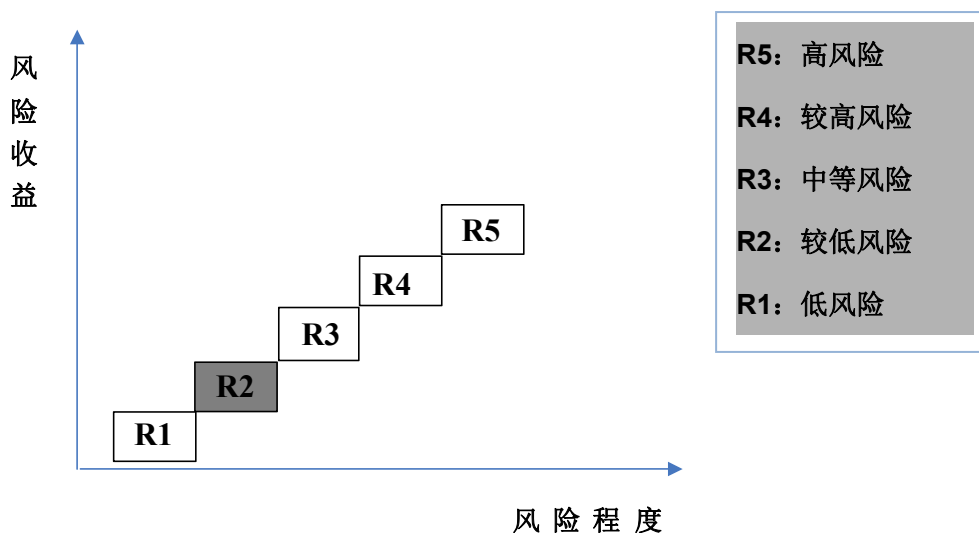 风
险
收
益
R5
R4
R3
R2
R1
风 险 程 度
R5：高风险
R4：较高风险
R3：中等风险
R2：较低风险
R1：低风险